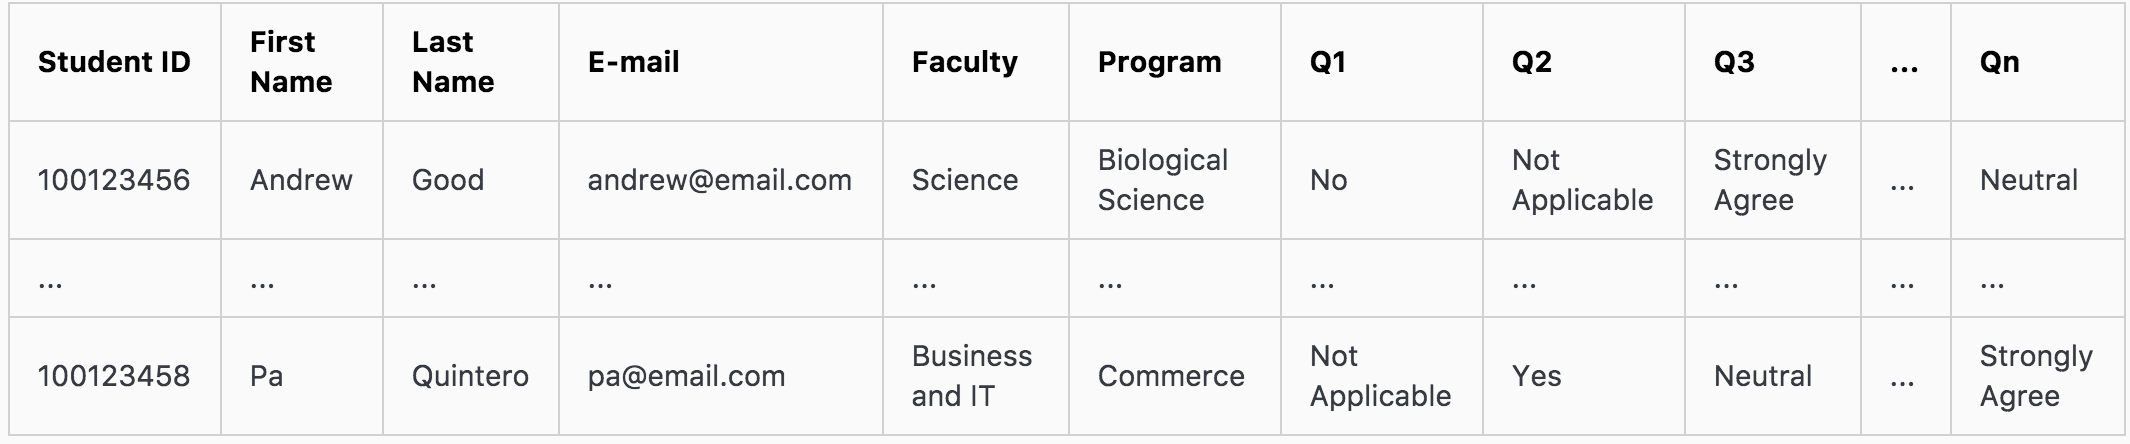 Student ID First Name Last Name E-mail Faculty Program Q1 Q2 Q3 ... Qn
100123456 Andrew Good andrew@email.com Science Biological Science No Not Applicable Strongly Agree ... Neutral
... ... ... ... ... ... ... ... ... ... ...
100123458 Pa Quintero pa@email.com Business and IT Commerce Not Applicable Yes Neutral ... Strongly Agree